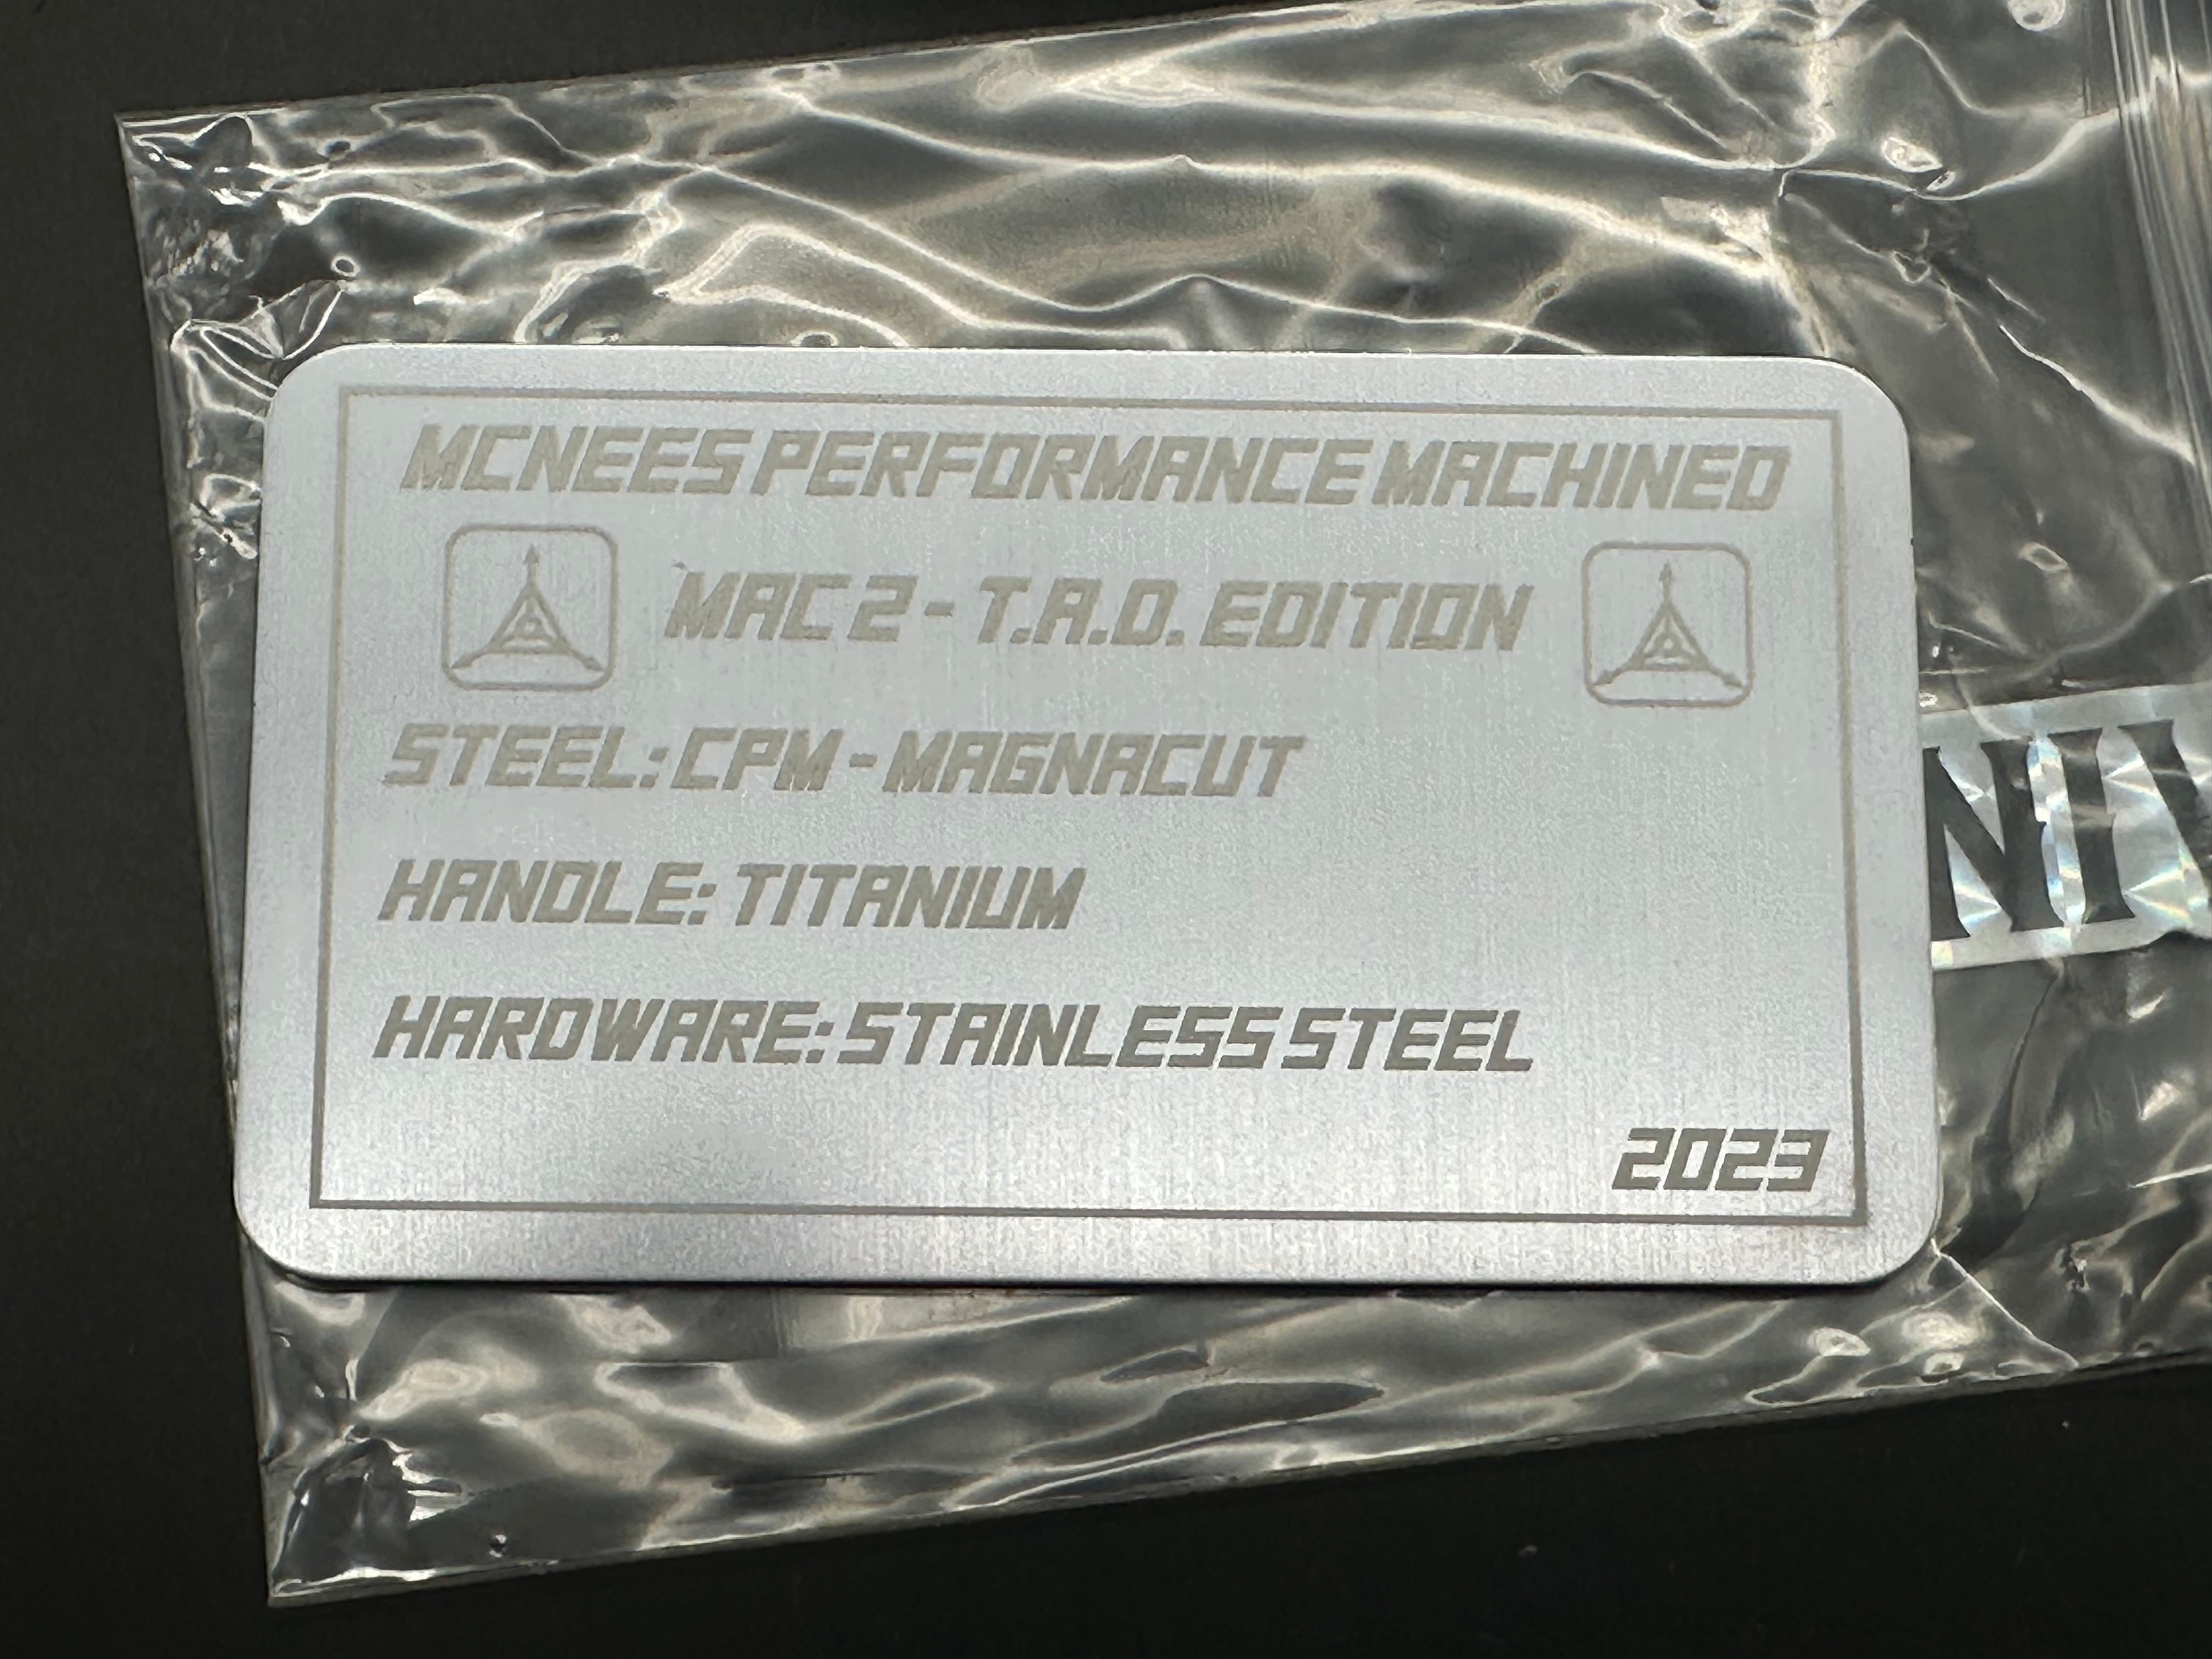 MCNEES PERFORMANCE MACHINED
MAC 2 - T.A.D. EDITION
STEEL: CPM - MAGNACUT
HANDLE: TITANIUM
HARDWARE: STAINLESS STEEL
2023